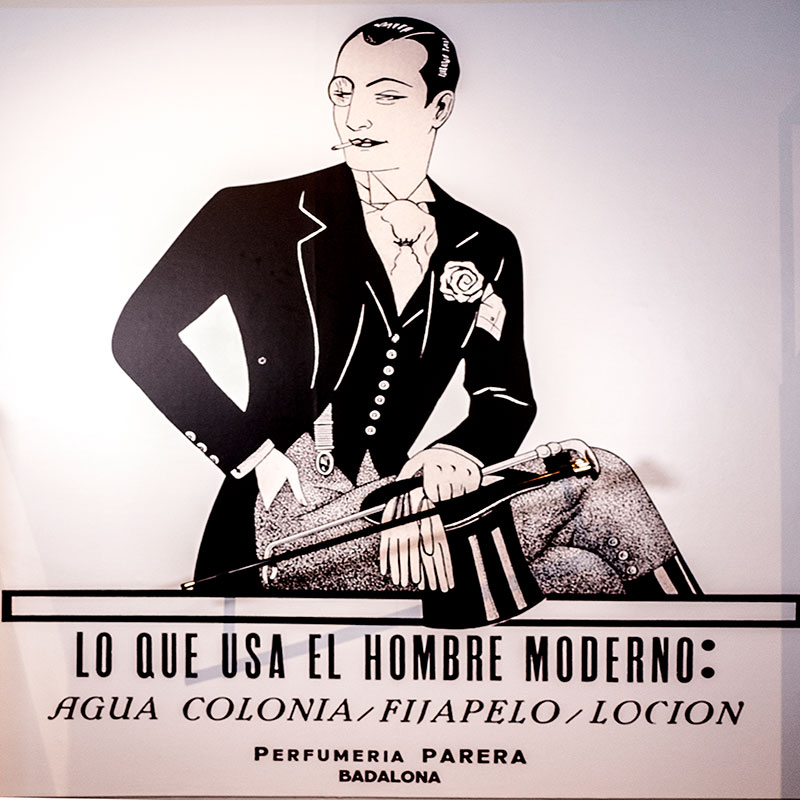 LO QUE USA EL HOMBRE MODERNO:
AGUA COLONIA/FIJAPELO/LOCION
PERFUMERIA PARERA
BADALONA